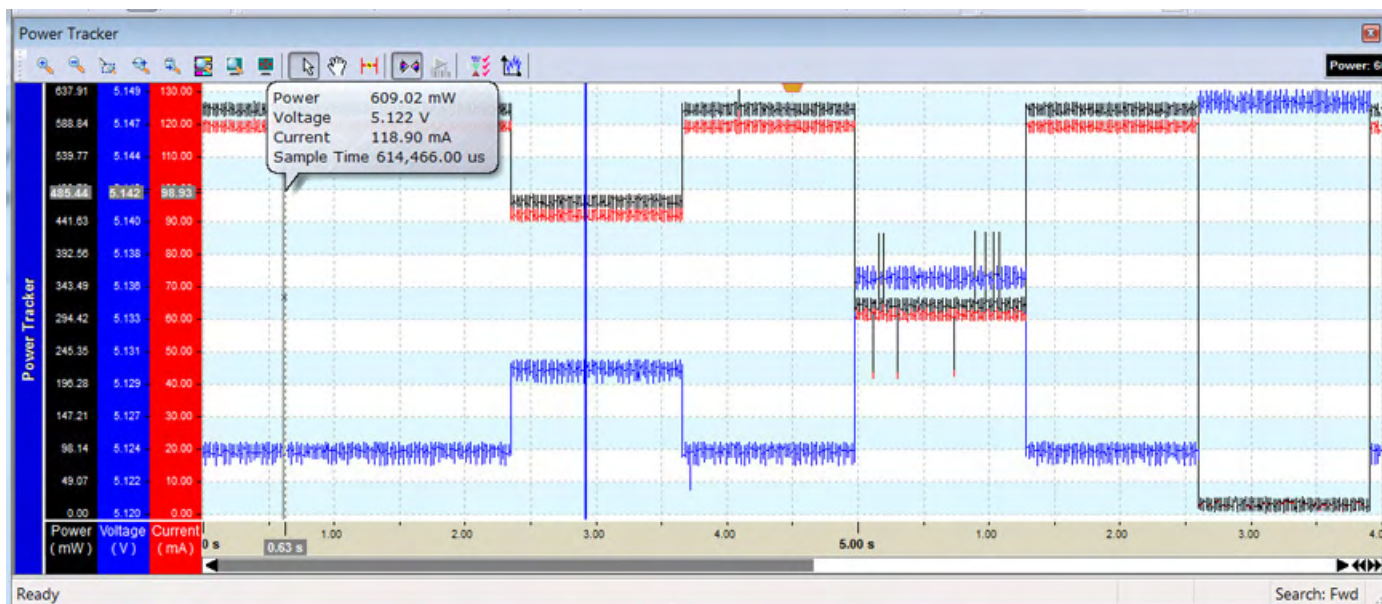 Power Tracker
Power: 6
Power 609.02 mW
Voltage 5.122 V
Current 118.90 mA
Sample Time 614,466.00 us
637.91 5.149 130.00
588.84 5.147 120.00
539.77 5.144 110.00
485.44 5.142 98.93
441.63 5.140 90.00
392.56 5.138 80.00
343.49 5.136 70.00
294.42 5.133 60.00
245.35 5.131 50.00
196.28 5.129 40.00
147.21 5.127 30.00
98.14 5.124 20.00
49.07 5.122 10.00
0.00 5.120 0.00
Power Tracker
Power Voltage Current
(mW) (V) (mA)
0 s 0.63 s 1.00 2.00 3.00 4.00 5.00 s 1.00 2.00 3.00 4.0
Ready Search: Fwd